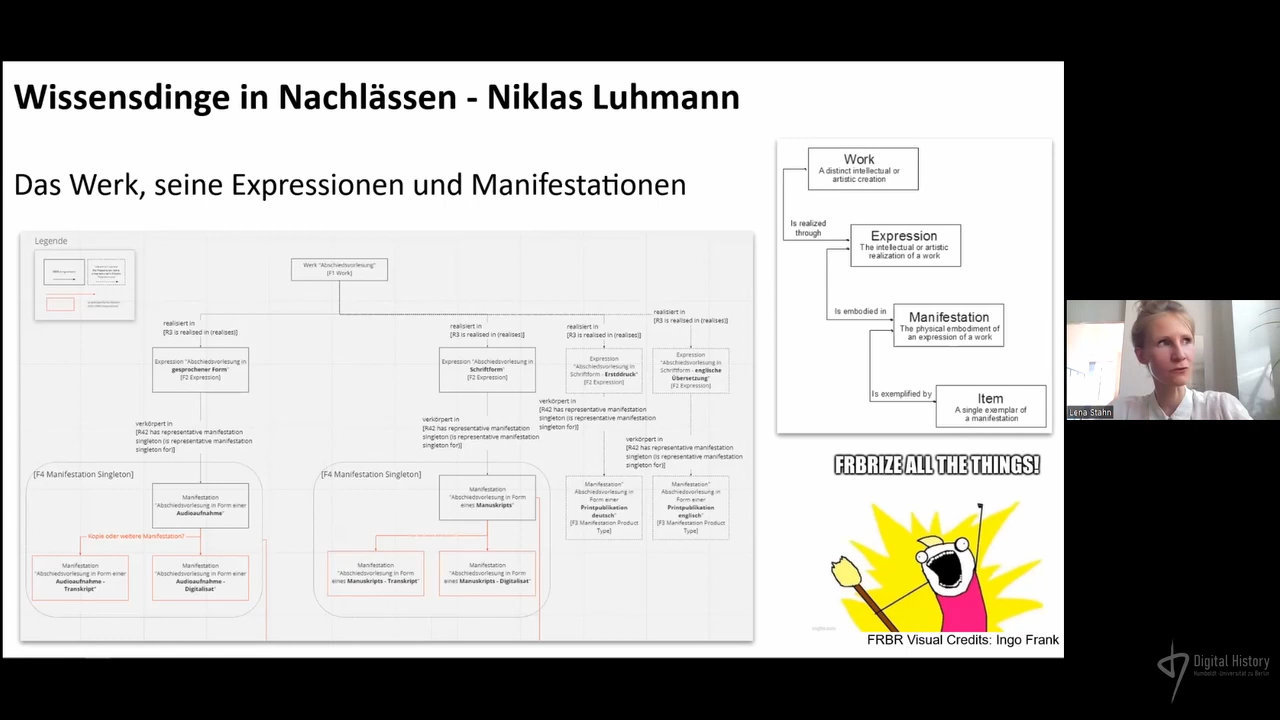 Wissensdinge in Nachlässen - Niklas Luhmann
Das Werk, seine Expressionen und Manifestationen
Legende
Werk "Abschiedsvorlesung"
[F1 Work]
realisiert in
[R3 is realised in (realises)]
realisiert in
[R3 is realised in (realises)]
realisiert in
[R3 is realised in (realises)]
realisiert in
[R3 is realised in (realises)]
Expression "Abschiedsvorlesung in
gesprochener Form"
[F2 Expression]
Expression "Abschiedsvorlesung in
Schriftform"
[F2 Expression]
Expression
"Abschiedsvorlesung in
Schriftform - Erstddruck"
[F2 Expression]
Expression
"Abschiedsvorlesung in
Schriftform - englische
Übersetzung"
[F2 Expression]
verkörpert in
[R42 has representative manifestation
singleton (is representative manifestation
singleton for)]
verkörpert in
[R42 has representative manifestation
singleton (is representative manifestation
singleton for)]
verkörpert in
[R42 has representative manifestation
singleton (is representative manifestation
singleton for)]
verkörpert in
[R42 has representative manifestation
singleton (is representative manifestation
singleton for)]
[F4 Manifestation Singleton]
Manifestation
"Abschiedsvorlesung in Form einer
Audioaufnahme"
Kopie oder weitere Manifestation?
Manifestation
"Abschiedsvorlesung in Form einer
Audioaufnahme -
Transkript"
Manifestation
"Abschiedsvorlesung in Form einer
Audioaufnahme -
Digitalisat"
[F4 Manifestation Singleton]
Manifestation
"Abschiedsvorlesung in Form
eines Manuskripts"
Manifestation
"Abschiedsvorlesung in Form
eines Manuskripts - Transkript"
Manifestation
"Abschiedsvorlesung in Form
eines Manuskripts - Digitalisat"
Manifestation"
Abschiedsvorlesung in
Form einer
Printpublikation
deutsch"
[F3 Manifestation Product
Type]
Manifestation"
Abschiedsvorlesung in
Form einer
Printpublikation
englisch"
[F3 Manifestation Product
Type]
Work
A distinct intellectual or
artistic creation
Is realized
through
Expression
The intellectual or artistic
realization of a work
Is embodied in
Manifestation
The physical embodiment of
an expression of a work
Is exemplified by
Item
A single exemplar of
a manifestation
FRBRIZE ALL THE THINGS!
FRBR Visual Credits: Ingo Frank
Lena Stahn
Digital History
Humboldt-Universität zu Berlin